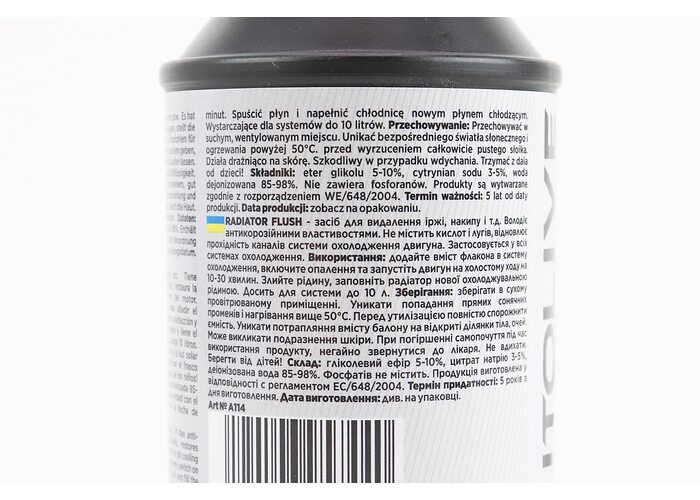 minut. Spuścić płyn i napełnić chłodnicę nowym płynem chłodzącym.
Wystarczające dla systemów do 10 litrów. Przechowywanie: Przechowywać w
suchym, wentylowanym miejscu. Unikać bezpośredniego światła słonecznego i
ogrzewania powyżej 50°C. przed wyrzuceniem całkowicie pustego słoika.
Działa drażniąco na skórę. Szkodliwy w przypadku wdychania. Trzymać z dala
od dzieci! Składniki: eter glikolu 5-10%, cytrynian sodu 3-5%, woda
dejonizowana 85-98%. Nie zawiera fosforanów. Produkty są wytwarzane
zgodnie z rozporządzeniem WE/648/2004. Termin ważności: 5 lat od daty
produkcji. Data produkcji: zobacz na opakowaniu.
RADIATOR FLUSH - засіб для видалення іржі, накипу і т.д. Володіє
антикорозійними властивостями. Не містить кислот і лугів, відновлює
прохідність каналів системи охолодження двигуна. Застосовується у всіх
системах охолодження. Використання: додайте вміст флакона в систему
охолодження, включите опалення та запустіть двигун на холостому ходу на
10-30 хвилин. Злийте рідину, заповніть радіатор нової охолоджувальною
рідиною. Досить для системи до 10 л. Зберігання: зберігати в сухому
провітрюваному приміщенні. Уникати попадання прямих сонячних
променів і нагрівання вище 50°C. Перед утилізацією повністю спорожнити
ємність. Уникати потрапляння вмісту балону на відкриті ділянки тіла, очей.
Може викликати подразнення шкіри. При погіршенні самопочуття під час
використання продукту, негайно звернутися до лікаря. Не вдихати.
Берегти від дітей! Склад: гліколевий ефір 5-10%, цитрат натрію 3-5%,
деіонізована вода 85-98%. Фосфатів не містить. Продукція виготовлена у
відповідності с регламентом ЕС/648/2004. Термін придатності: 5 років з
дня виготовлення. Дата виготовлення: див. на упаковці.
Art № A114